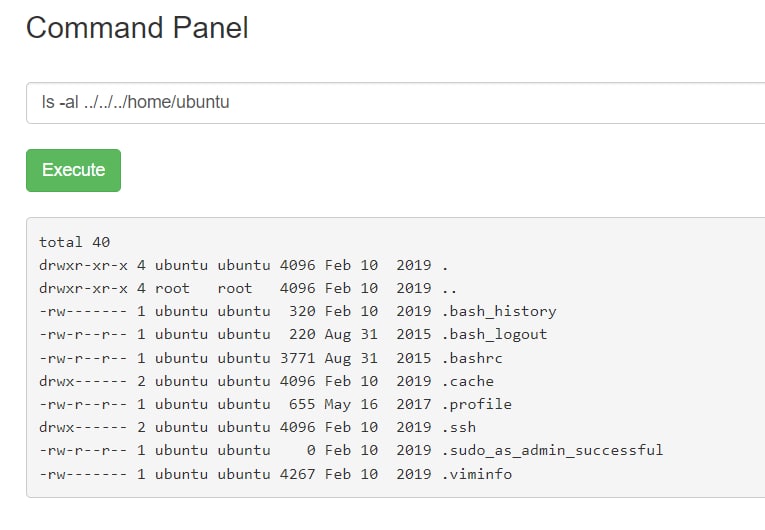 Command Panel
ls -al ../../../home/ubuntu
Execute
total 40
drwxr-xr-x 4 ubuntu ubuntu 4096 Feb 10  2019 .
drwxr-xr-x 4 root   root   4096 Feb 10  2019 ..
-rw------- 1 ubuntu ubuntu  320 Feb 10  2019 .bash_history
-rw-r--r-- 1 ubuntu ubuntu  220 Aug 31  2015 .bash_logout
-rw-r--r-- 1 ubuntu ubuntu 3771 Aug 31  2015 .bashrc
drwx------ 2 ubuntu ubuntu 4096 Feb 10  2019 .cache
-rw-r--r-- 1 ubuntu ubuntu  655 May 16  2017 .profile
drwx------ 2 ubuntu ubuntu 4096 Feb 10  2019 .ssh
-rw-r--r-- 1 ubuntu ubuntu    0 Feb 10  2019 .sudo_as_admin_successful
-rw------- 1 ubuntu ubuntu 4267 Feb 10  2019 .viminfo